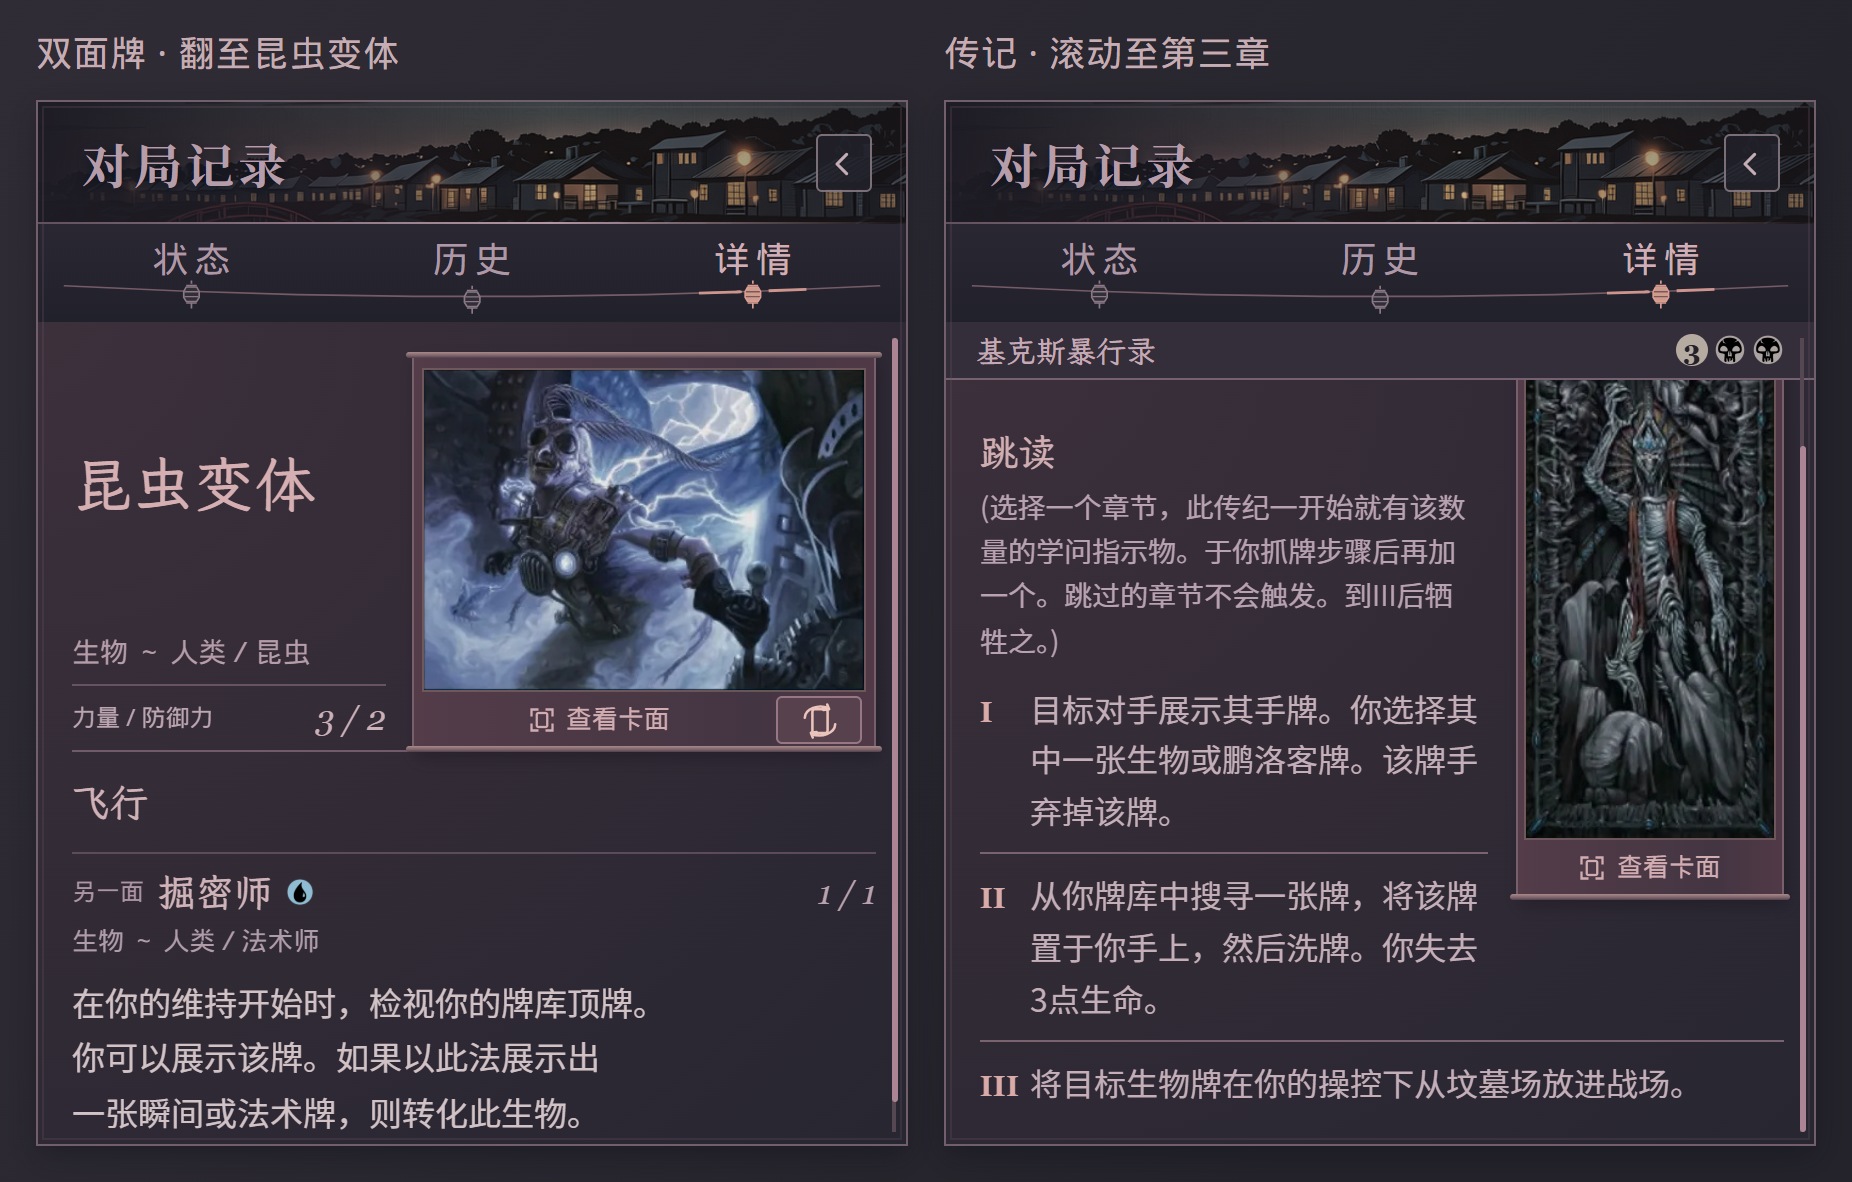 双面牌 · 翻至昆虫变体
对局记录
状态 历史 详情
昆虫变体
生物 ~ 人类 / 昆虫
力量 / 防御力 3 / 2
查看卡面
飞行
另一面 掘密师 1 / 1
生物 ~ 人类 / 法术师
在你的维持开始时，检视你的牌库顶牌。
你可以展示该牌。如果以此法展示出
一张瞬间或法术牌，则转化此生物。
传记 · 滚动至第三章
对局记录
状态 历史 详情
基克斯暴行录 3
跳读
(选择一个章节，此传纪一开始就有该数
量的学问指示物。于你抓牌步骤后再加
一个。跳过的章节不会触发。到III后牺
牲之。)
I 目标对手展示其手牌。你选择其
中一张生物或鹏洛客牌。该牌手
弃掉该牌。
查看卡面
II 从你牌库中搜寻一张牌，将该牌
置于你手上，然后洗牌。你失去
3点生命。
III 将目标生物牌在你的操控下从坟墓场放进战场。